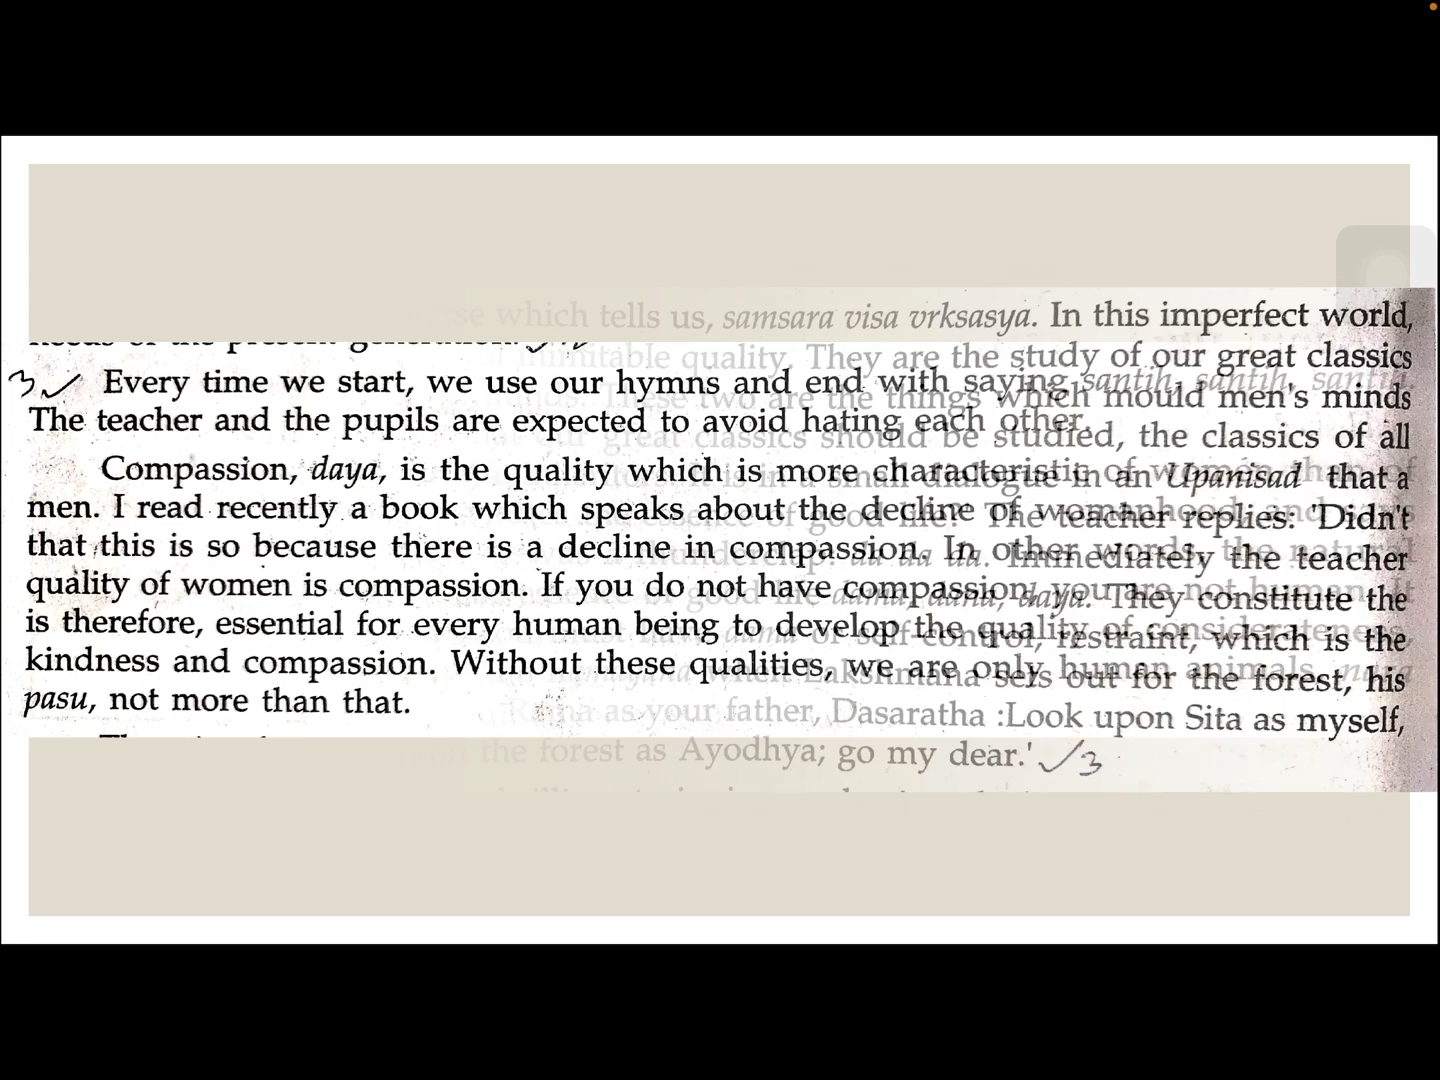 which tells us, samsara visa vrksasya. In this imperfect world,
quality. They are the study of our great classics
3 Every time we start, we use our hymns and end with saying santih, santih, santih.
These two are the things which mould men's minds
The teacher and the pupils are expected to avoid hating each other.
great classics should be studied, the classics of all
Compassion, daya, is the quality which is more characteristic of women than of
in a small dialogue in an Upanisad that a
men. I read recently a book which speaks about the decline of womanhood and
essence of good life?' The teacher replies: 'Didn't
that this is so because there is a decline in compassion. In other words, the natural
da da da. Immediately the teacher
quality of women is compassion. If you do not have compassion, you are not human. It
good life dama, dana, daya. They constitute the
is therefore, essential for every human being to develop the quality of considerateness,
dama or self-control, restraint, which is the
kindness and compassion. Without these qualities, we are only human animals,
when Lakshmana sets out for the forest, his
pasu, not more than that.
Rama as your father, Dasaratha :Look upon Sita as myself,
the forest as Ayodhya; go my dear.' 3